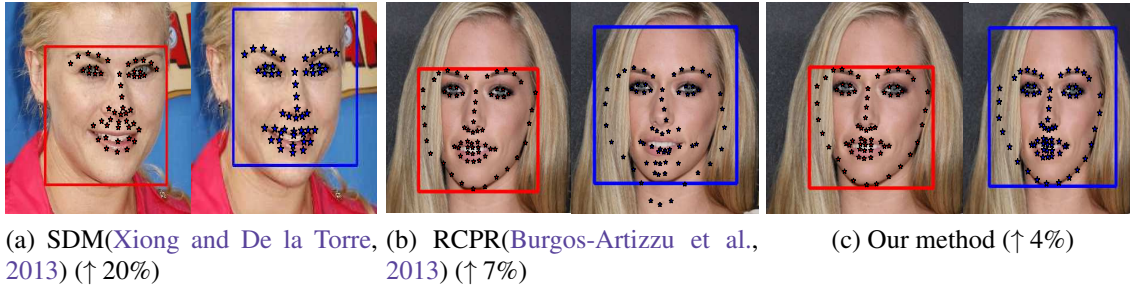 (a) SDM(Xiong and De la Torre, 2013) (↑ 20%)
(b) RCPR(Burgos-Artizzu et al., 2013) (↑ 7%)
(c) Our method (↑ 4%)